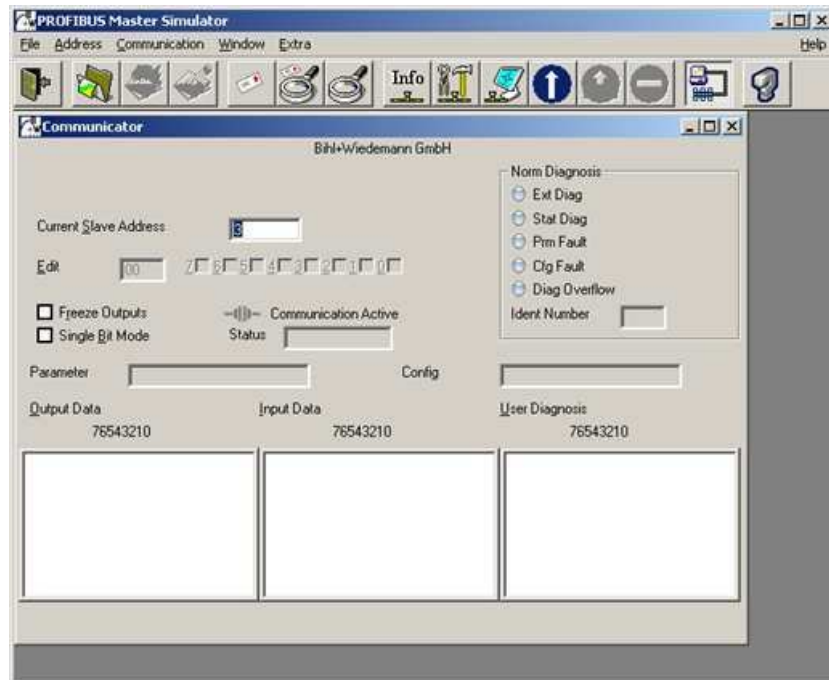 PROFIBUS Master Simulator
File Address Communication Window Extra Help
Info
Communicator
Bihl+Wiedemann GmbH
Norm Diagnosis
Ext Diag
Current Slave Address 3
Stat Diag
Prm Fault
Edit 00 7 6 5 4 3 2 1 0
Cfg Fault
Diag Overflow
Freeze Outputs Communication Active
Ident Number
Single Bit Mode Status
Parameter Config
Output Data Input Data User Diagnosis
76543210 76543210 76543210